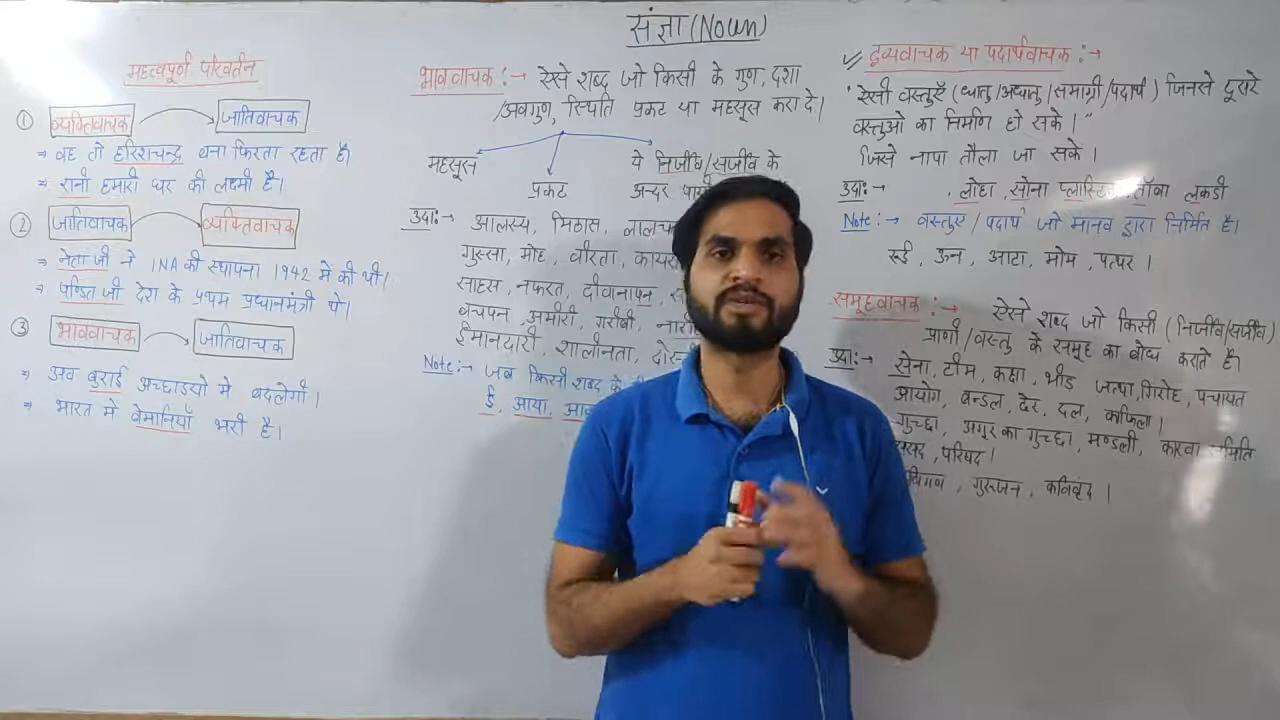 संज्ञा (Noun)
महत्वपूर्ण परिवर्तन
① व्यक्तिवाचक जातिवाचक
⇒ वह तो हरिशचन्द्र बना फिरता रहता है।
⇒ रानी हमारी घर की लक्ष्मी है।
② जातिवाचक व्यक्तिवाचक
⇒ नेता जी ने INA की स्थापना 1942 में की थी।
⇒ पण्डित जी देश के प्रथम प्रधानमंत्री थे।
③ भाववाचक जातिवाचक
⇒ अब बुराई अच्छाइयो मे बदलेगी।
⇒ भारत मे बेमानियाँ भरी है।
भाववाचक :→ ऐसे शब्द जो किसी के गुण, दशा
/अवगुण, स्थिति प्रकट या महसूस करा दे।
महसूस प्रकट ये निर्जीव/सजीव के
अन्दर
उदा:→ आलस्य, मिठास,
गुस्सा, मोह, वीरता,
साहस, नफरत, दीवानापन,
बचपन, अमीरी, गरीबी,
ईमानदारी, शालीनता,
Note:→ जब किसी शब्द के
ई, आया,
✓ द्रव्यवाचक या पदार्थवाचक :→
" ऐसी वस्तुएँ (धातु/अधातु/समाग्री/पदार्थ) जिनसे दूसरे
वस्तुओ का निर्माण हो सके।"
जिसे नापा तौला जा सके।
उदा:→ , लोहा, सोना प्लास्टिक, ताँबा लकडी
Note:→ वस्तुए / पदार्थ जो मानव द्वारा निर्मित है।
रूई, ऊन, आटा, मोम, पत्थर।
समूहवाचक :→ ऐसे शब्द जो किसी (निर्जीव/सजीव)
प्राणी/वस्तु के समूह का बोध कराते है।
उदा:→ सेना, टीम, कक्षा, भीड जत्था, गिरोह, पंचायत
आयोग, बन्डल, ढेर, दल, काफिला।
गुच्छा, अंगूर का गुच्छा, मण्डली, कारवा समिति
, परिषद।
, गुरुजन, कविवृंद।